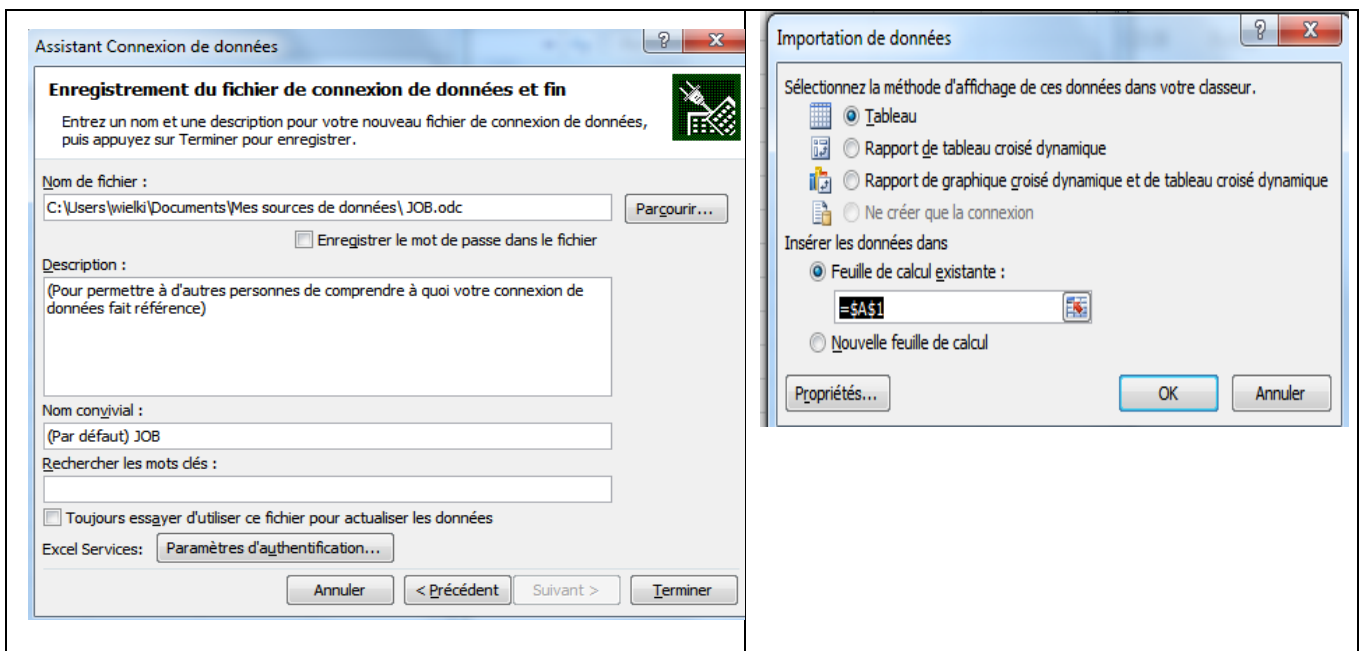 Assistant Connexion de données
Enregistrement du fichier de connexion de données et fin
Entrez un nom et une description pour votre nouveau fichier de connexion de données,
puis appuyez sur Terminer pour enregistrer.
Nom de fichier :
C:\Users\wielki\Documents\Mes sources de données\ JOB.odc
Parcourir...
Enregistrer le mot de passe dans le fichier
Description :
(Pour permettre à d'autres personnes de comprendre à quoi votre connexion de
données fait référence)
Nom convivial :
(Par défaut) JOB
Rechercher les mots clés :
Toujours essayer d'utiliser ce fichier pour actualiser les données
Excel Services: Paramètres d'authentification...
Annuler < Précédent Suivant > Terminer
Importation de données
Sélectionnez la méthode d'affichage de ces données dans votre classeur.
Tableau
Rapport de tableau croisé dynamique
Rapport de graphique croisé dynamique et de tableau croisé dynamique
Ne créer que la connexion
Insérer les données dans
Feuille de calcul existante :
=$A$1
Nouvelle feuille de calcul
Propriétés... OK Annuler